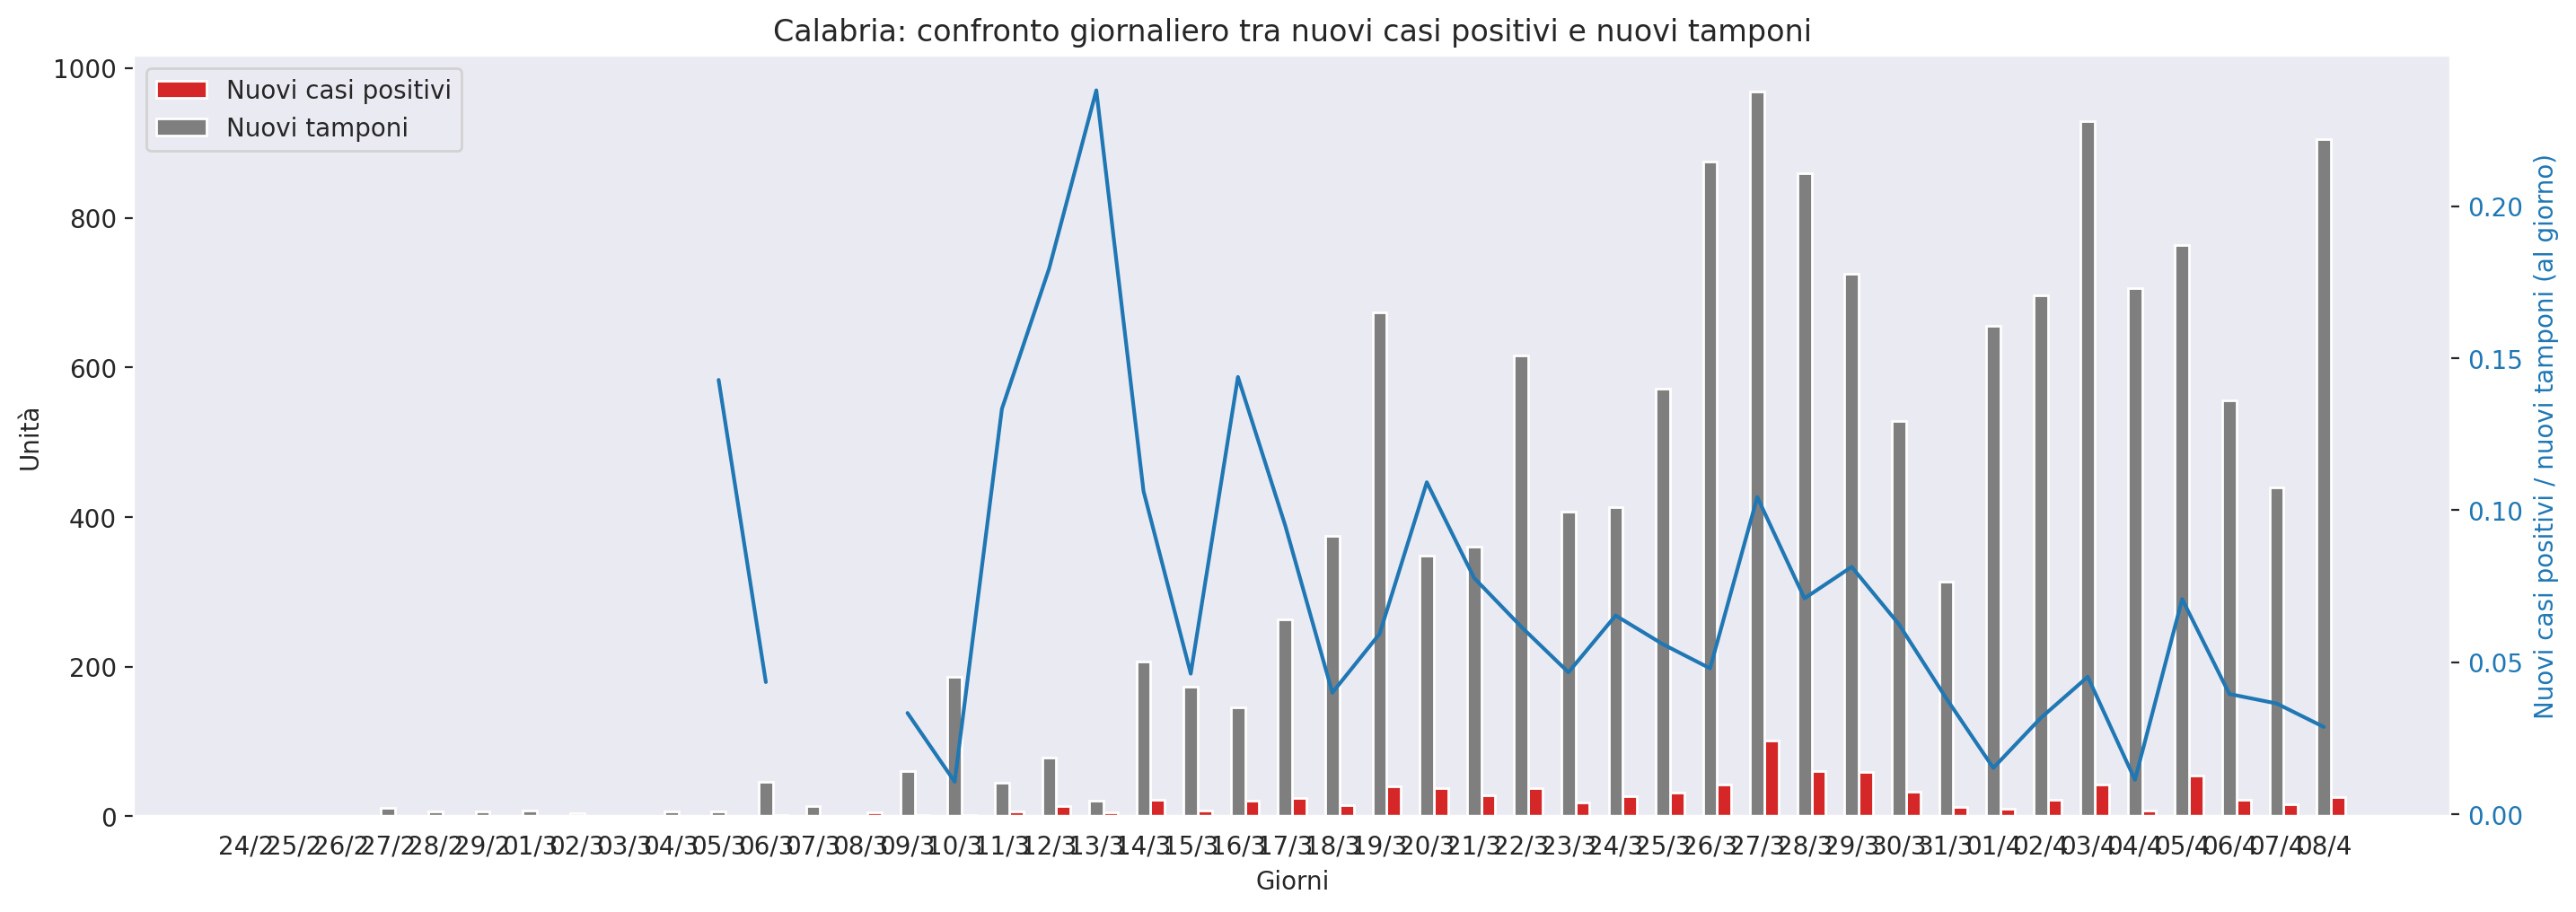 Calabria: confronto giornaliero tra nuovi casi positivi e nuovi tamponi
1000
800
600
400
200
0
Unità
Nuovi casi positivi
Nuovi tamponi
0.20
0.15
0.10
0.05
0.00
Nuovi casi positivi / nuovi tamponi (al giorno)
24/2 25/2 26/2 27/2 28/2 29/2 01/3 02/3 03/3 04/3 05/3 06/3 07/3 08/3 09/3 10/3 11/3 12/3 13/3 14/3 15/3 16/3 17/3 18/3 19/3 20/3 21/3 22/3 23/3 24/3 25/3 26/3 27/3 28/3 29/3 30/3 31/3 01/4 02/4 03/4 04/4 05/4 06/4 07/4 08/4
Giorni